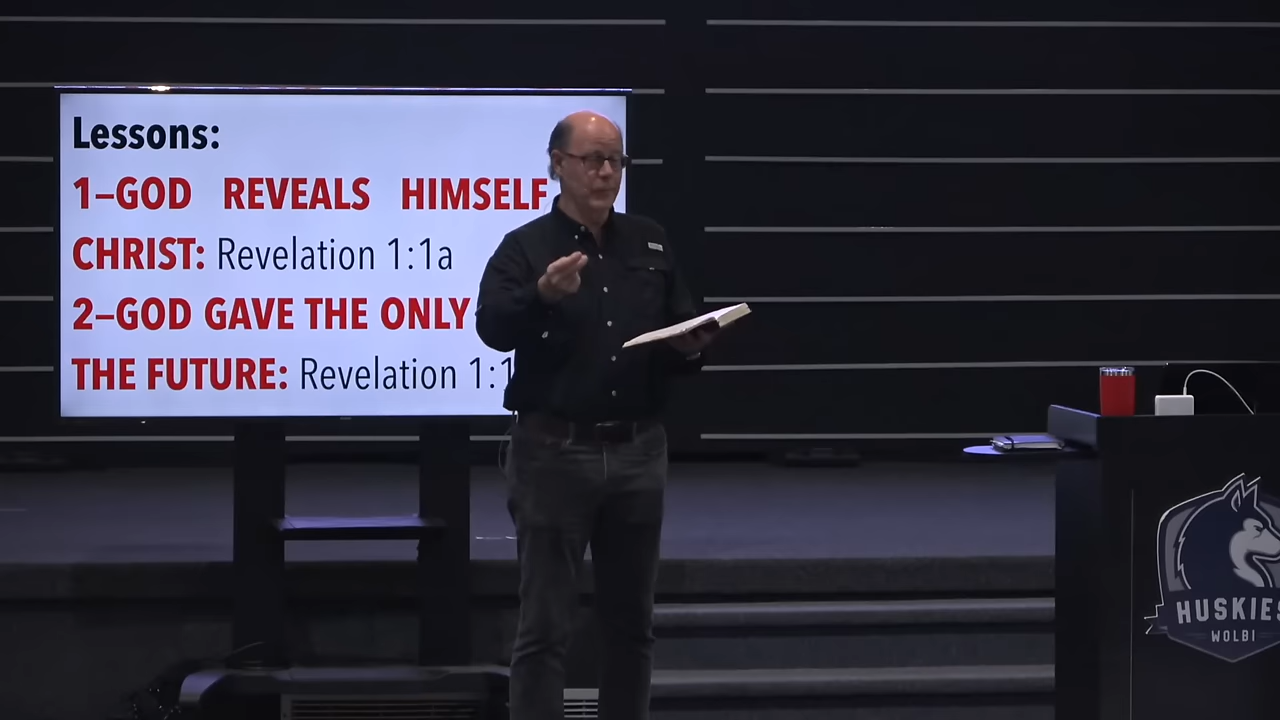 Lessons:
1–GOD REVEALS HIMSELF
CHRIST: Revelation 1:1a
2–GOD GAVE THE ONLY
THE FUTURE: Revelation 1:1
HUSKIES
WOLBI